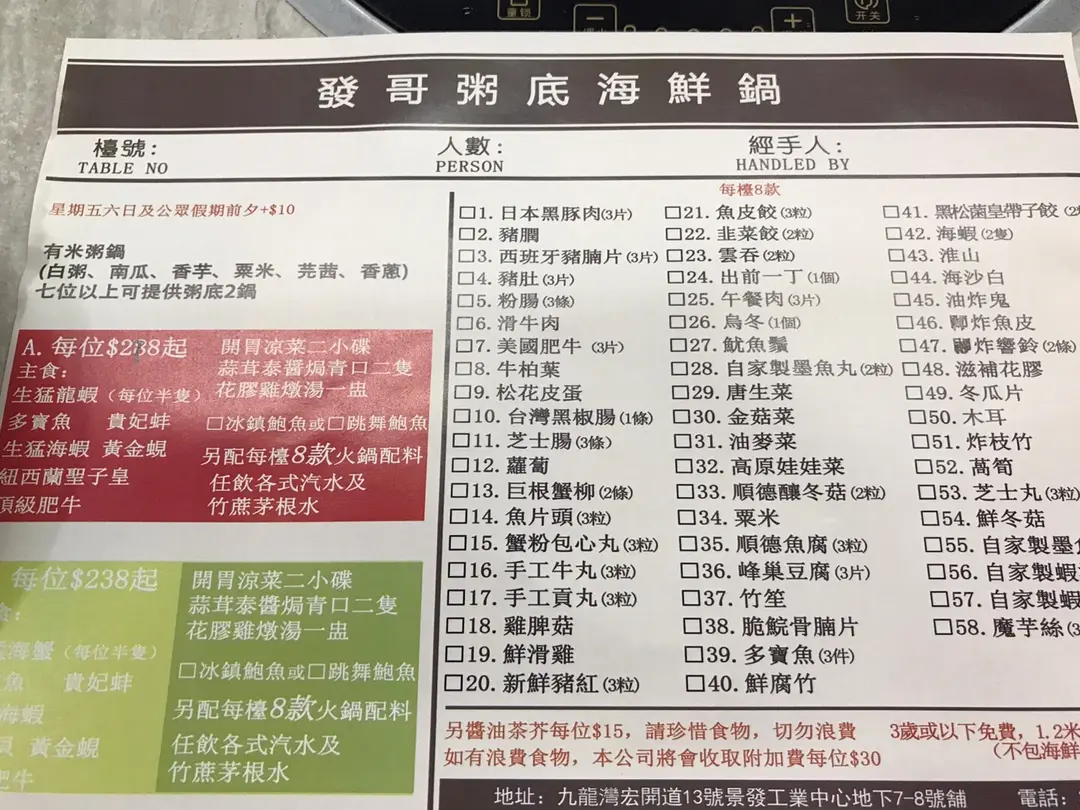 童锁
开关
發哥粥底海鮮鍋
檯號:
TABLE NO
人數:
PERSON
經手人:
HANDLED BY
星期五六日及公眾假期前夕+$10
有米粥鍋
(白粥、南瓜、香芋、粟米、芫茜、香蔥)
七位以上可提供粥底2鍋
A. 每位$288起
主食:
生猛龍蝦(每位半隻)
多寶魚 貴妃蚌
生猛海蝦 黃金蜆
紐西蘭聖子皇
頂級肥牛
開胃涼菜二小碟
蒜茸泰醬焗青口二隻
花膠雞燉湯一盅
□冰鎮鮑魚或□跳舞鮑魚
另配每檯8款火鍋配料
任飲各式汽水及
竹蔗茅根水
每位$238起
食:
海蟹(每位半隻)
魚 貴妃蚌
海蝦
黃金蜆
肥牛
開胃涼菜二小碟
蒜茸泰醬焗青口二隻
花膠雞燉湯一盅
□冰鎮鮑魚或□跳舞鮑魚
另配每檯8款火鍋配料
任飲各式汽水及
竹蔗茅根水
每檯8款
□1. 日本黑豚肉(3片)
□2. 豬膶
□3. 西班牙豬腩片(3片)
□4. 豬肚(3片)
□5. 粉腸(3條)
□6. 滑牛肉
□7. 美國肥牛 (3片)
□8. 牛柏葉
□9. 松花皮蛋
□10. 台灣黑椒腸(1條)
□11. 芝士腸(3條)
□12. 蘿蔔
□13. 巨根蟹柳(2條)
□14. 魚片頭(3粒)
□15. 蟹粉包心丸(3粒)
□16. 手工牛丸(3粒)
□17. 手工貢丸(3粒)
□18. 雞脾菇
□19. 鮮滑雞
□20. 新鮮豬紅(3粒)
□21. 魚皮餃(3粒)
□22. 韭菜餃(2粒)
□23. 雲吞(2粒)
□24. 出前一丁(1個)
□25. 午餐肉(3片)
□26. 烏冬(1個)
□27. 魷魚鬚
□28. 自家製墨魚丸(2粒)
□29. 唐生菜
□30. 金菇菜
□31. 油麥菜
□32. 高原娃娃菜
□33. 順德釀冬菇(2粒)
□34. 粟米
□35. 順德魚腐(3粒)
□36. 峰巢豆腐(3片)
□37. 竹笙
□38. 脆鯇骨腩片
□39. 多寶魚(3件)
□40. 鮮腐竹
□41. 黑松菌皇帶子餃(2
□42. 海蝦(2隻)
□43. 淮山
□44. 海沙白
□45. 油炸鬼
□46. 即炸魚皮
□47. 即炸響鈴(2條)
□48. 滋補花膠
□49. 冬瓜片
□50. 木耳
□51. 炸枝竹
□52. 萵筍
□53. 芝士丸(3粒)
□54. 鮮冬菇
□55. 自家製墨
□56. 自家製蝦
□57. 自家製蝦
□58. 魔芋絲(3
另醬油茶芥每位$15，請珍惜食物，切勿浪費
如有浪費食物，本公司將會收取附加費每位$30
3歲或以下免費，1.2米
(不包海鮮
地址: 九龍灣宏開道13號景發工業中心地下7-8號舖 電話: